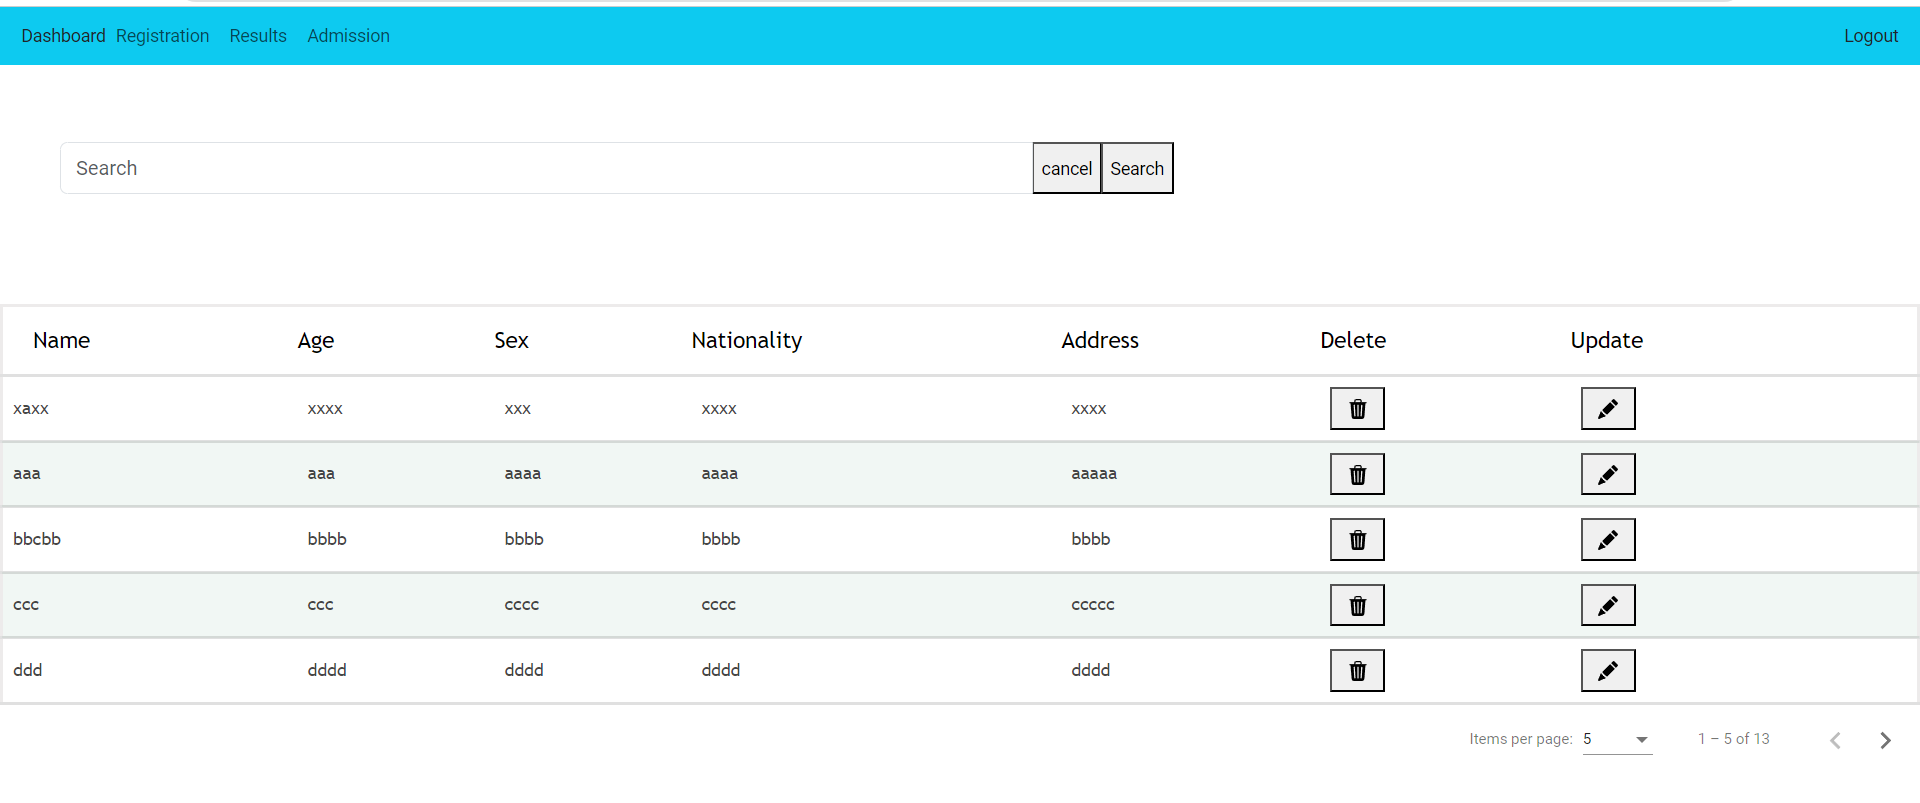 Dashboard Registration Results Admission Logout
Search cancel Search
Name Age Sex Nationality Address Delete Update
xaxx xxxx xxx xxxx xxxx
aaa aaa aaaa aaaa aaaaa
bbcbb bbbb bbbb bbbb bbbb
ccc ccc cccc cccc ccccc
ddd dddd dddd dddd dddd
Items per page: 5 1 – 5 of 13